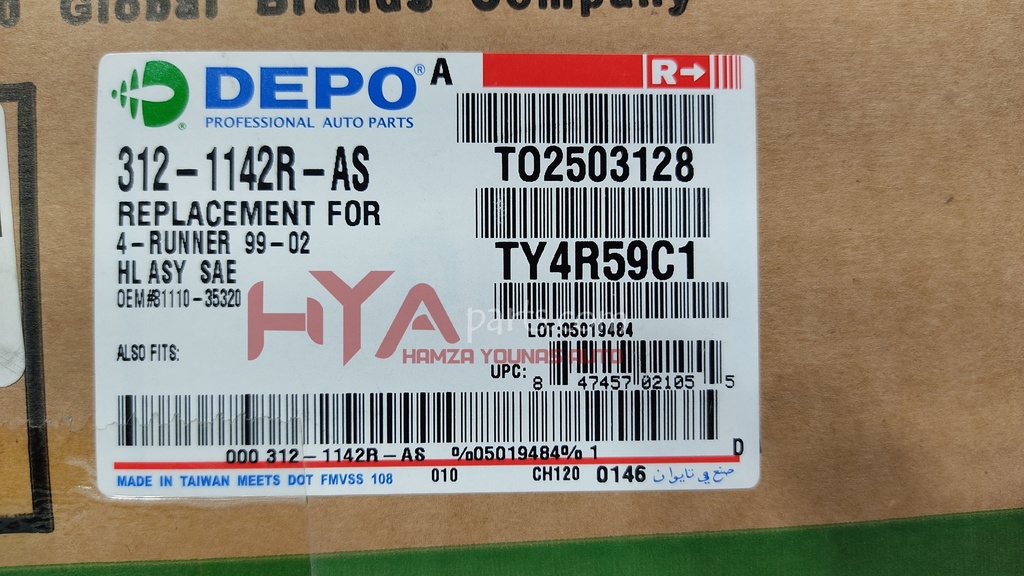 Global Brands Company
DEPO® A
R→
PROFESSIONAL AUTO PARTS
®
312-1142R-AS
TO2503128
REPLACEMENT FOR
4-RUNNER 99-02
TY4R59C1
HL ASY SAE
OEM#81110-35320
HYA
parts.com
LOT:05019484
HAMZA YOUNAS AUTO
ALSO FITS:
UPC: 8 47457 02105 5
000 312-1142R-AS %05019484% 1 D
MADE IN TAIWAN MEETS DOT FMVSS 108 010 CH120 0146 صنع في تايوان